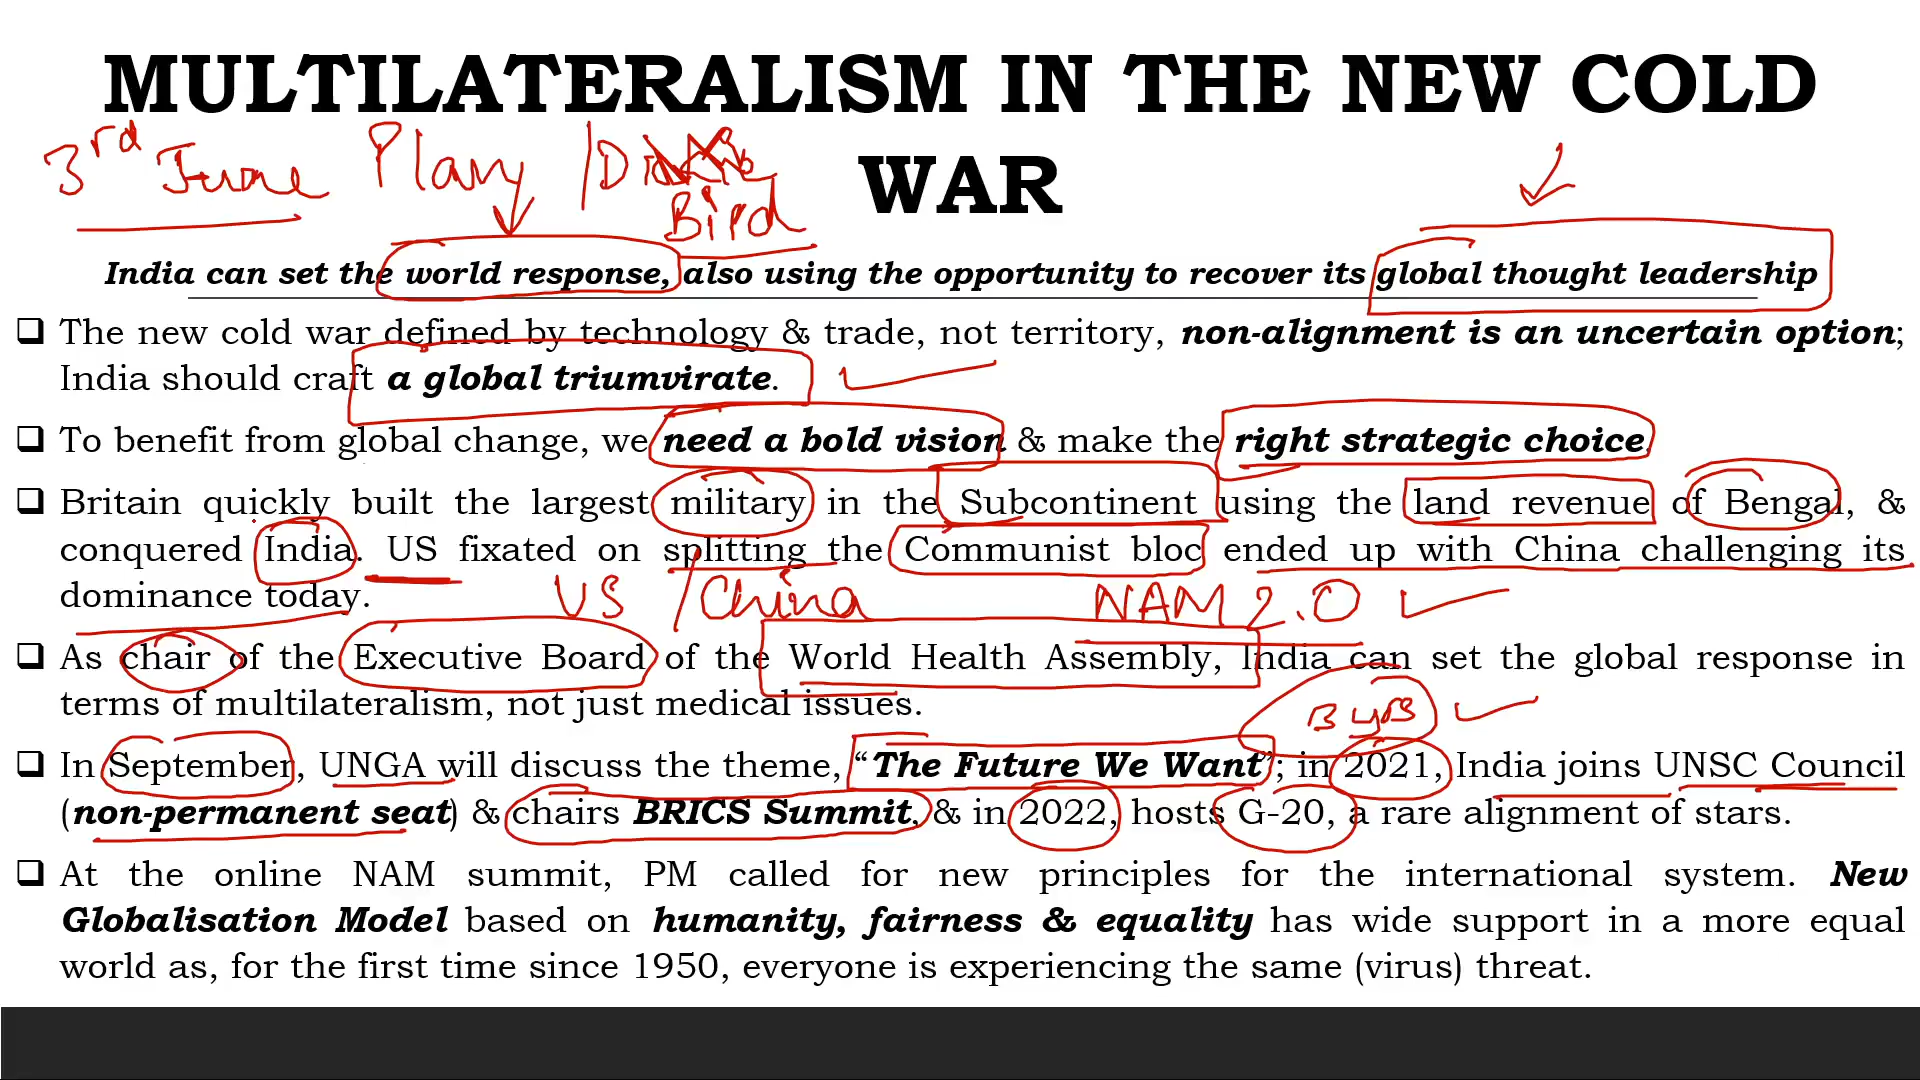 MULTILATERALISM IN THE NEW COLD
WAR
3rd June Plan /D
Bird
India can set the world response, also using the opportunity to recover its global thought leadership
❑ The new cold war defined by technology & trade, not territory, non-alignment is an uncertain option;
India should craft a global triumvirate.
❑ To benefit from global change, we need a bold vision & make the right strategic choice.
❑ Britain quickly built the largest military in the Subcontinent using the land revenue of Bengal, &
conquered India. US fixated on splitting the Communist bloc ended up with China challenging its
dominance today.
US /China NAM 2.0
❑ As chair of the Executive Board of the World Health Assembly, India can set the global response in
terms of multilateralism, not just medical issues.
3 yrs
❑ In September, UNGA will discuss the theme, “The Future We Want”; in 2021, India joins UNSC Council
(non-permanent seat) & chairs BRICS Summit, & in 2022, hosts G-20, a rare alignment of stars.
❑ At the online NAM summit, PM called for new principles for the international system. New
Globalisation Model based on humanity, fairness & equality has wide support in a more equal
world as, for the first time since 1950, everyone is experiencing the same (virus) threat.